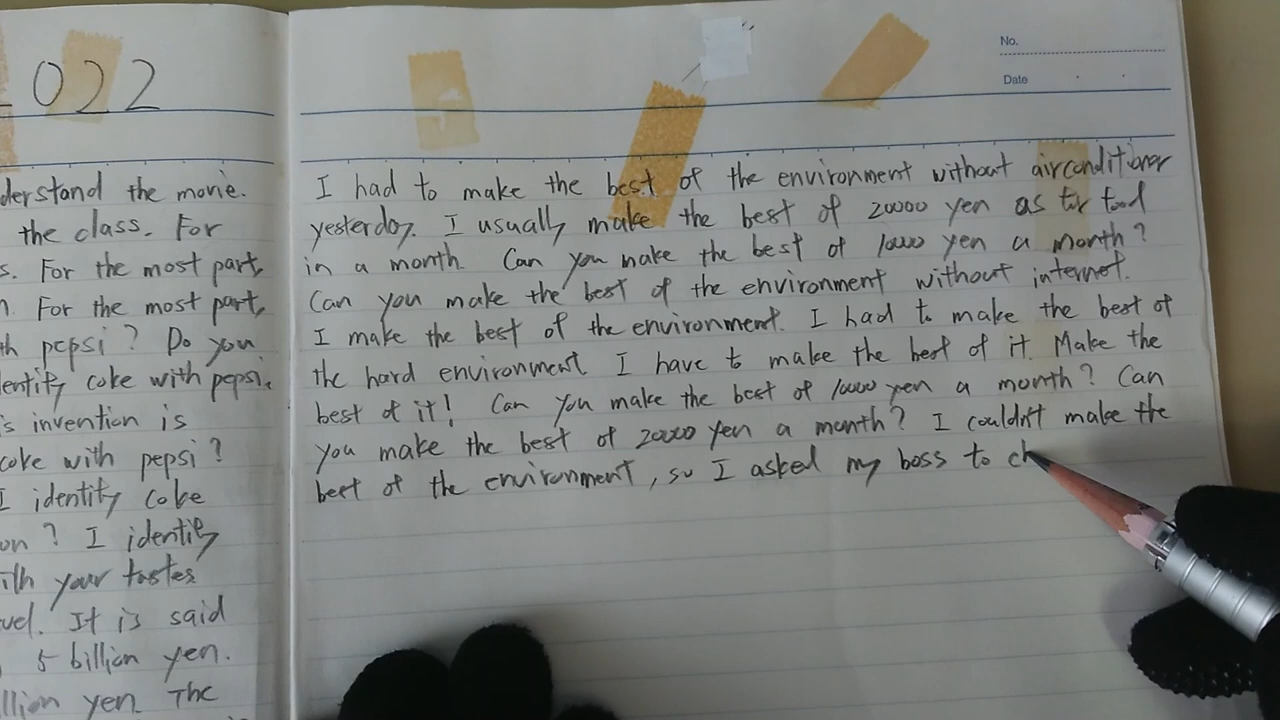 022
derstand the movie.
the class. For
s. For the most part,
n. For the most part,
th pepsi? Do you
entify coke with pepsi.
is invention is
coke with pepsi?
I identify coke
on? I identify
ith your tastes
vel. It is said
5 billion yen.
llion yen. The
No.
Date
I had to make the best of the environment without airconditioner
yesterday. I usually make the best of 20000 yen as for food
in a month. Can you make the best of 1000 yen a month?
Can you make the best of the environment without internet.
I make the best of the environment. I had to make the best of
the hard environment. I have to make the best of it. Make the
best of it! Can you make the best of 1000 yen a month? Can
you make the best of 20000 yen a month? I couldn't make the
best of the environment, so I asked my boss to ch